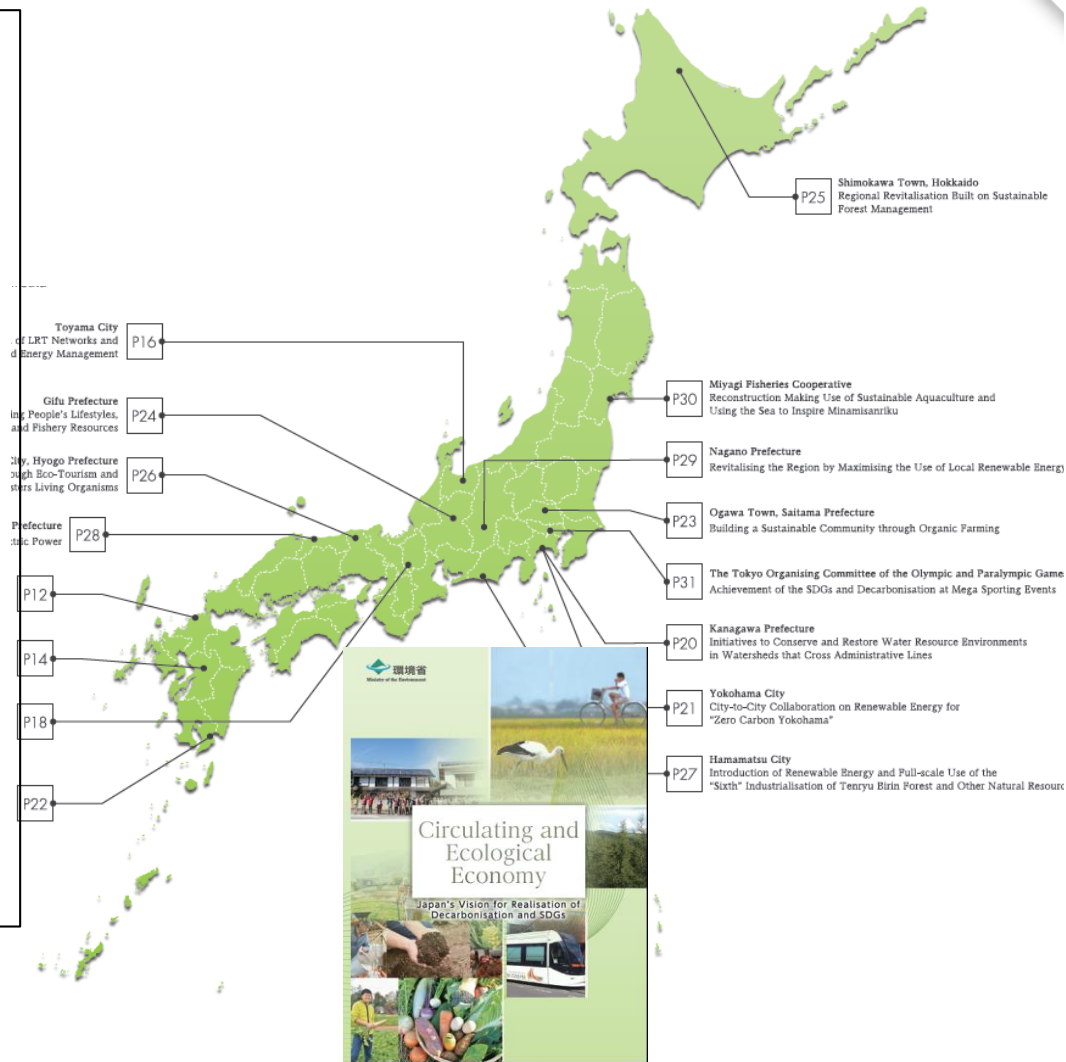 Shimokawa Town, Hokkaido
P25
Regional Revitalisation Built on Sustainable
Forest Management
Toyama City
of LRT Networks and
Energy Management
P16
Gifu Prefecture
People's Lifestyles,
and Fishery Resources
P24
City, Hyogo Prefecture
Eco-Tourism and
Living Organisms
P26
Prefecture
Power
P28
P12
P14
P18
P22
P30
Miyagi Fisheries Cooperative
Reconstruction Making Use of Sustainable Aquaculture and
Using the Sea to Inspire Minamisanriku
P29
Nagano Prefecture
Revitalising the Region by Maximising the Use of Local Renewable Energy
P23
Ogawa Town, Saitama Prefecture
Building a Sustainable Community through Organic Farming
P31
The Tokyo Organising Committee of the Olympic and Paralympic Game
Achievement of the SDGs and Decarbonisation at Mega Sporting Events
P20
Kanagawa Prefecture
Initiatives to Conserve and Restore Water Resource Environments
in Watersheds that Cross Administrative Lines
P21
Yokohama City
City-to-City Collaboration on Renewable Energy for
"Zero Carbon Yokohama"
P27
Hamamatsu City
Introduction of Renewable Energy and Full-scale Use of the
"Sixth" Industrialisation of Tenryu Birin Forest and Other Natural Resourc
環境省
Ministry of the Environment
Circulating and
Ecological
Economy
Japan's Vision for Realisation of
Decarbonisation and SDGs